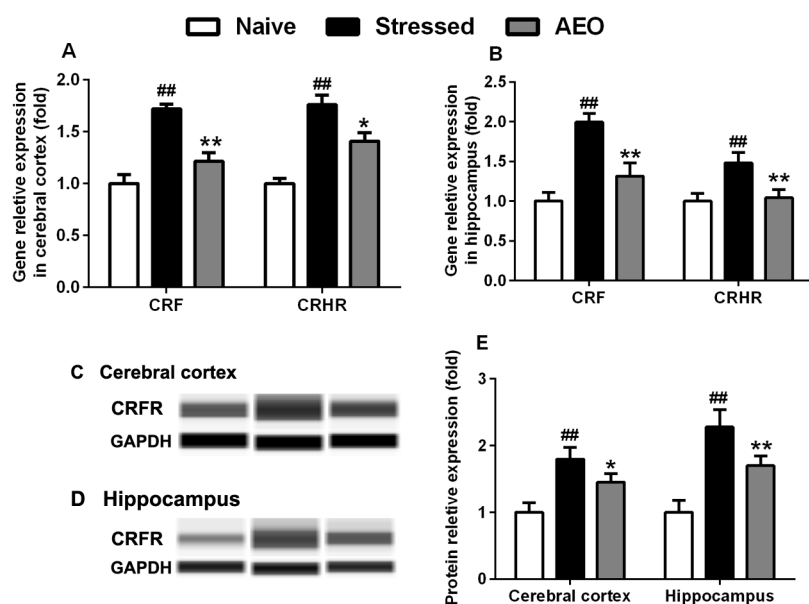 Naive Stressed AEO
A
Gene reletive expression
in cerebral cortex (fold)
2.0
1.5
1.0
0.5
0.0
##
**
##
*
CRF CRHR
B
Gene reletive expression
in hippocampus (fold)
2.5
2.0
1.5
1.0
0.5
0.0
##
**
##
**
CRF CRHR
C Cerebral cortex
CRFR
GAPDH
D Hippocampus
CRFR
GAPDH
E
Protein reletive expression (fold)
3
2
1
0
##
*
##
**
Cerebral cortex Hippocampus